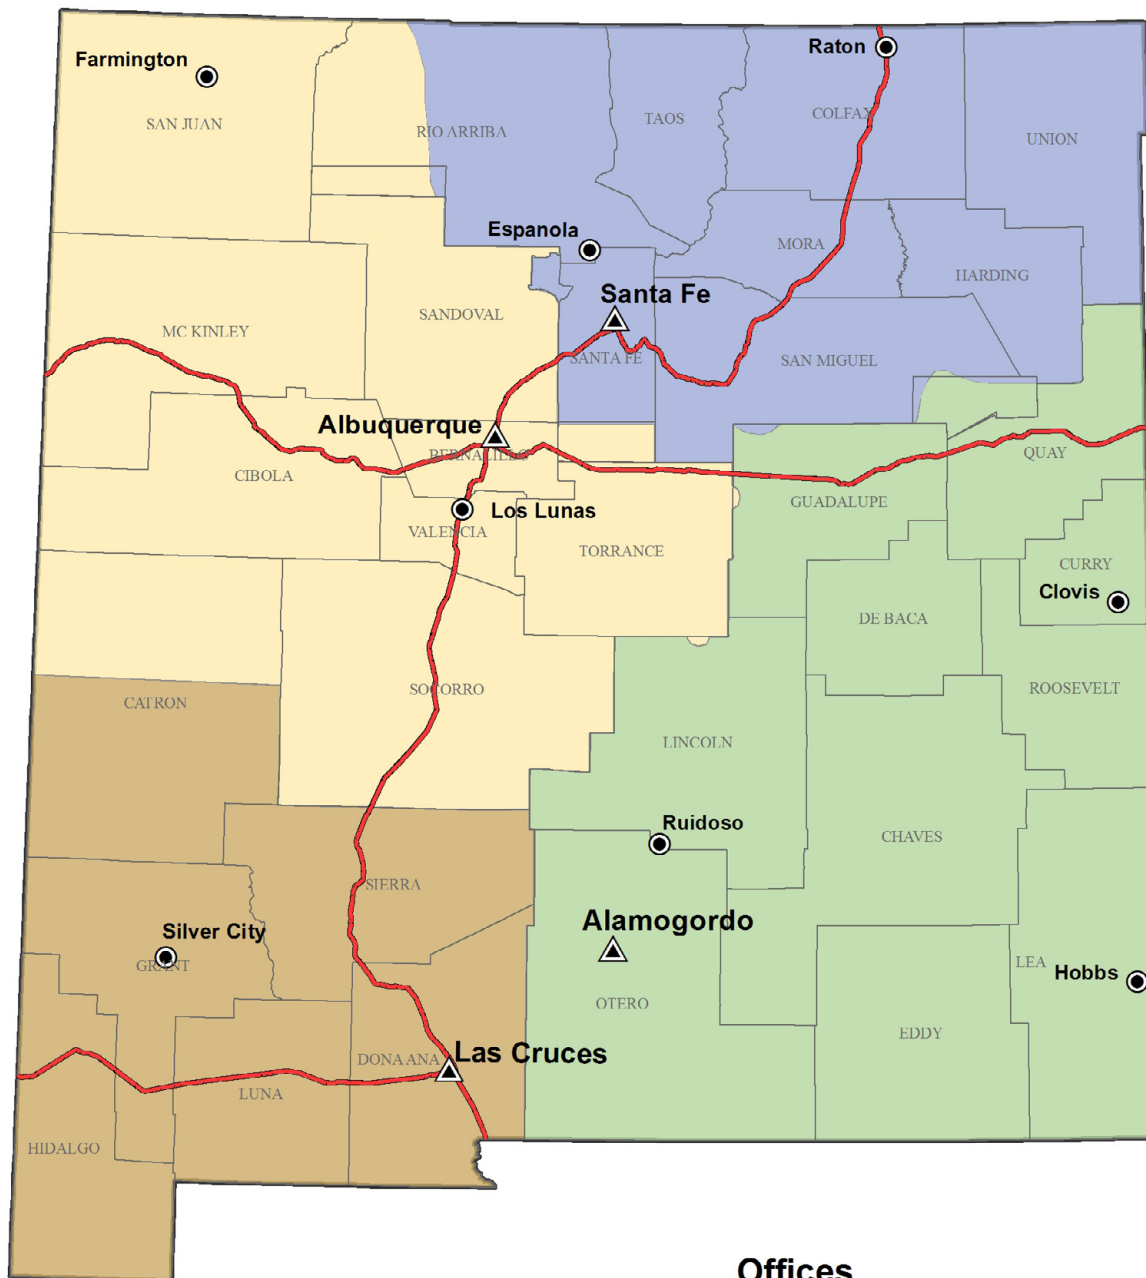 Farmington
Raton
SAN JUAN
RIO ARRIBA
TAOS
COLFAX
UNION
Espanola
MORA
HARDING
Santa Fe
SANDOVAL
MC KINLEY
SANTA FE
SAN MIGUEL
Albuquerque
BERNALILLO
QUAY
CIBOLA
GUADALUPE
Los Lunas
VALENCIA
TORRANCE
CURRY
Clovis
DE BACA
ROOSEVELT
CATRON
SOCORRO
LINCOLN
Ruidoso
CHAVES
SIERRA
Alamogordo
Silver City
GRANT
LEA
Hobbs
OTERO
EDDY
Las Cruces
DONA ANA
LUNA
HIDALGO
Offices